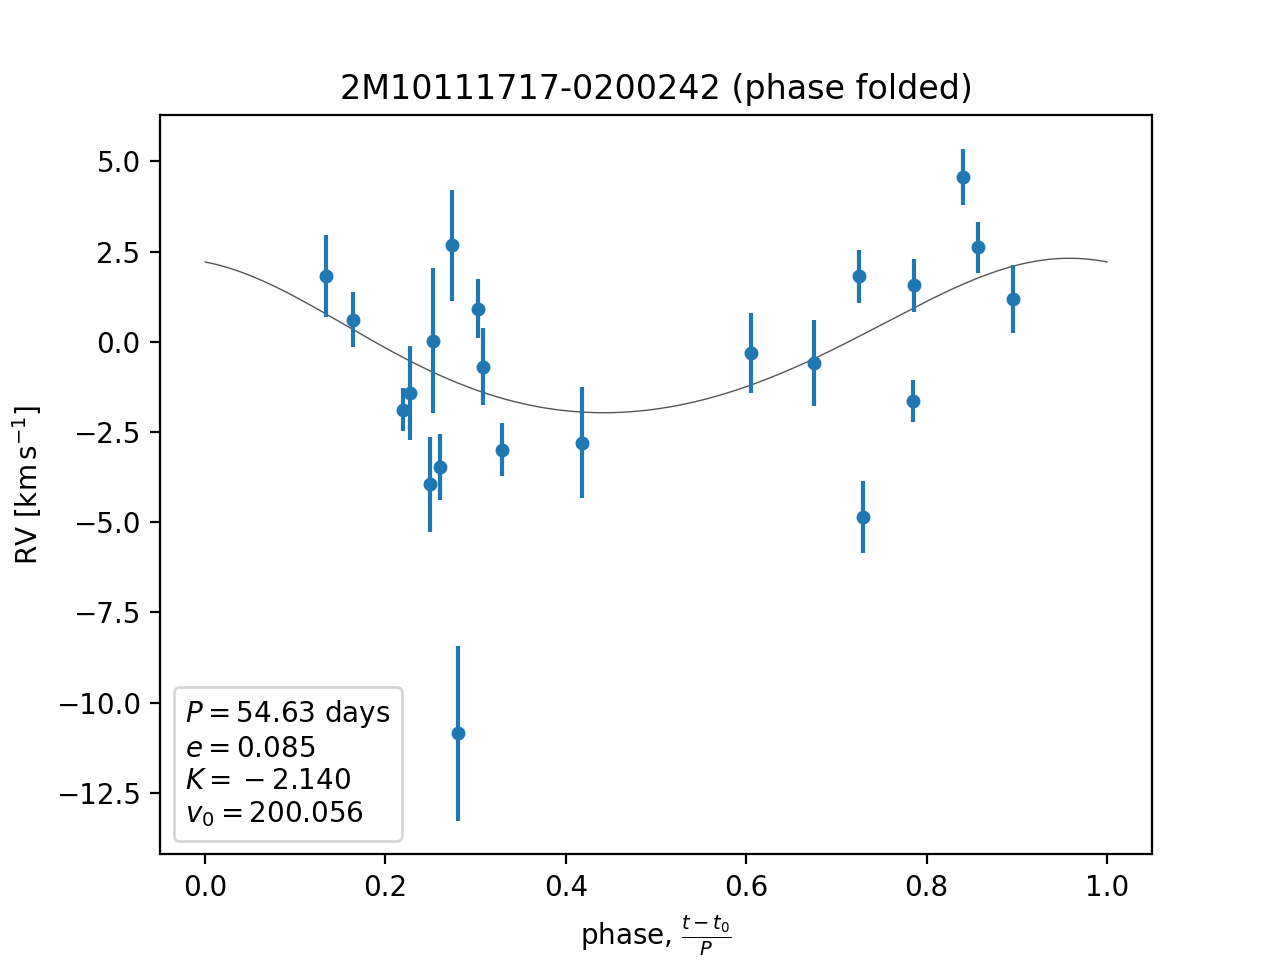 2M10111717-0200242 (phase folded)
RV [km s⁻¹]
5.0
2.5
0.0
−2.5
−5.0
−7.5
−10.0
−12.5
P = 54.63 days
e = 0.085
K = −2.140
v₀ = 200.056
0.0 0.2 0.4 0.6 0.8 1.0
phase, (t − t₀)/P